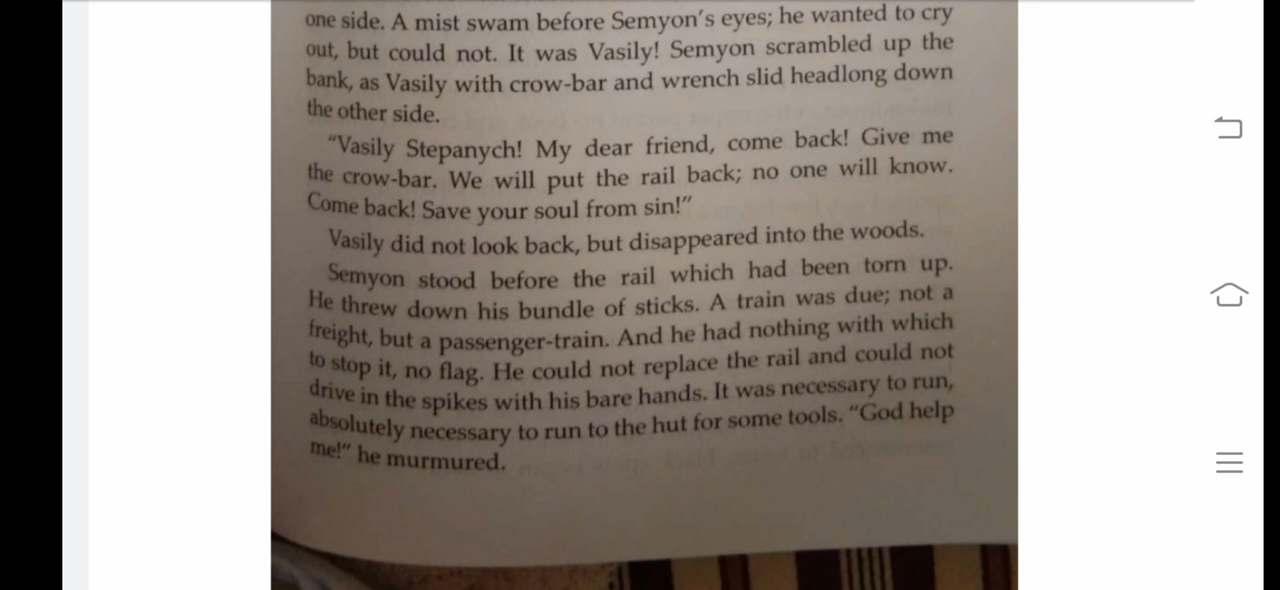 one side. A mist swam before Semyon's eyes; he wanted to cry
out, but could not. It was Vasily! Semyon scrambled up the
bank, as Vasily with crow-bar and wrench slid headlong down
the other side.
“Vasily Stepanych! My dear friend, come back! Give me
the crow-bar. We will put the rail back; no one will know.
Come back! Save your soul from sin!”
Vasily did not look back, but disappeared into the woods.
Semyon stood before the rail which had been torn up.
He threw down his bundle of sticks. A train was due; not a
freight, but a passenger-train. And he had nothing with which
to stop it, no flag. He could not replace the rail and could not
drive in the spikes with his bare hands. It was necessary to run,
absolutely necessary to run to the hut for some tools. “God help
me!” he murmured.